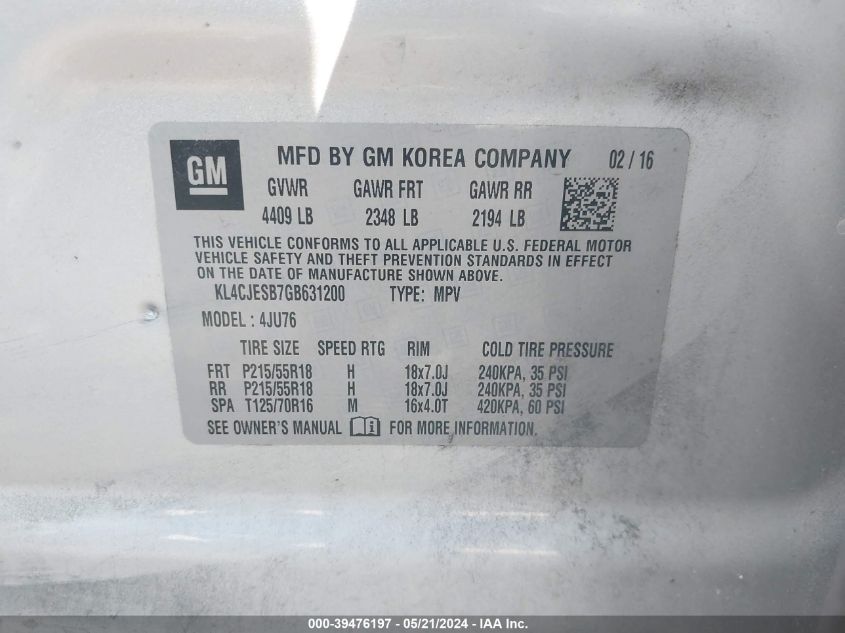 GM
MFD BY GM KOREA COMPANY 02 / 16
GVWR GAWR FRT GAWR RR
4409 LB 2348 LB 2194 LB
THIS VEHICLE CONFORMS TO ALL APPLICABLE U.S. FEDERAL MOTOR
VEHICLE SAFETY AND THEFT PREVENTION STANDARDS IN EFFECT
ON THE DATE OF MANUFACTURE SHOWN ABOVE.
KL4CJESB7GB631200 TYPE: MPV
MODEL : 4JU76
TIRE SIZE SPEED RTG RIM COLD TIRE PRESSURE
FRT P215/55R18 H 18x7.0J 240KPA, 35 PSI
RR P215/55R18 H 18x7.0J 240KPA, 35 PSI
SPA T125/70R16 M 16x4.0T 420KPA, 60 PSI
SEE OWNER'S MANUAL i FOR MORE INFORMATION.
000-39476197 - 05/21/2024 - IAA Inc.